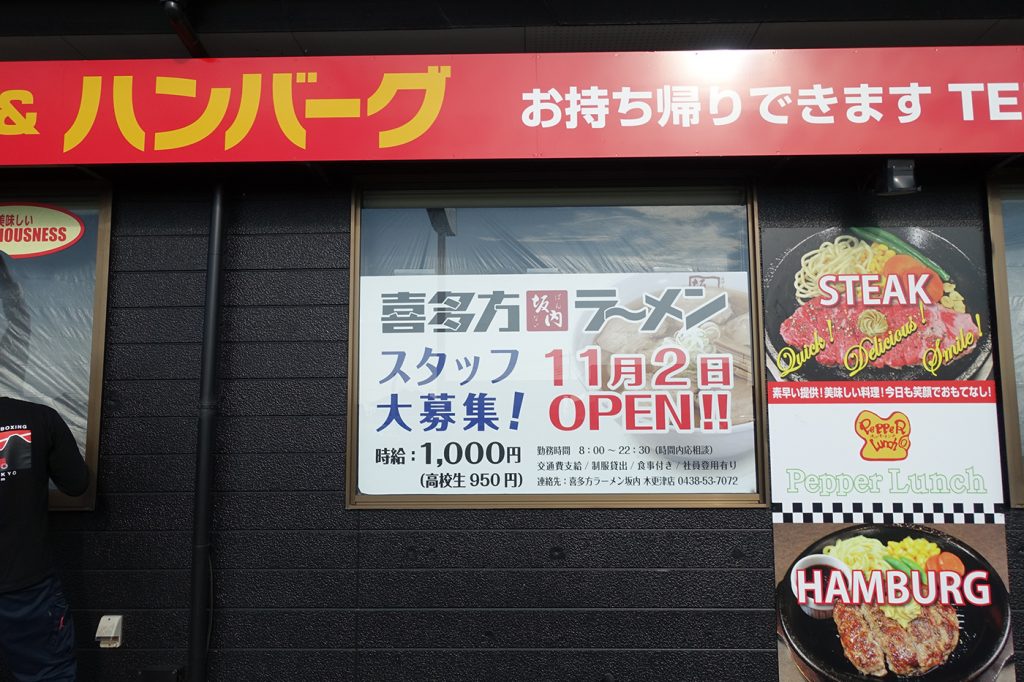 & ハンバーグ お持ち帰りできます TE
美味しい
IOUSNESS
喜多方 坂内 ばんない ラーメン
スタッフ 11月2日
大募集! OPEN!!
時給:1,000円
(高校生950円)
勤務時間 8:00~22:30(時間内応相談)
交通費支給/制服貸出/食事付き/社員登用有り
連絡先:喜多方ラーメン坂内 木更津店 0438-53-7072
STEAK
Quick! Delicious! Smile!
素早い提供!美味しい料理!今日も笑顔でおもてなし!
PEPPER LUNCH
Pepper Lunch
HAMBURG
BOXING